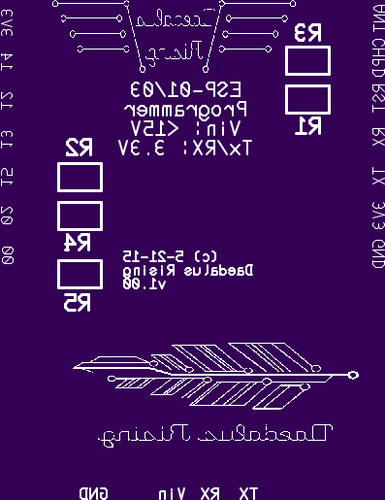 Daedalus
Rising
ESP-01/03
Programmer
Vin: <15V
Tx/RX: 3.3V
R3
R1
R2
R4
R5
(c) 5-21-15
Daedalus Rising
v1.00
00 02 15 13 12 14 3V3
ANT CHPD RST RX TX 3V3 GND
Daedalus Rising
TX RX Vin GND